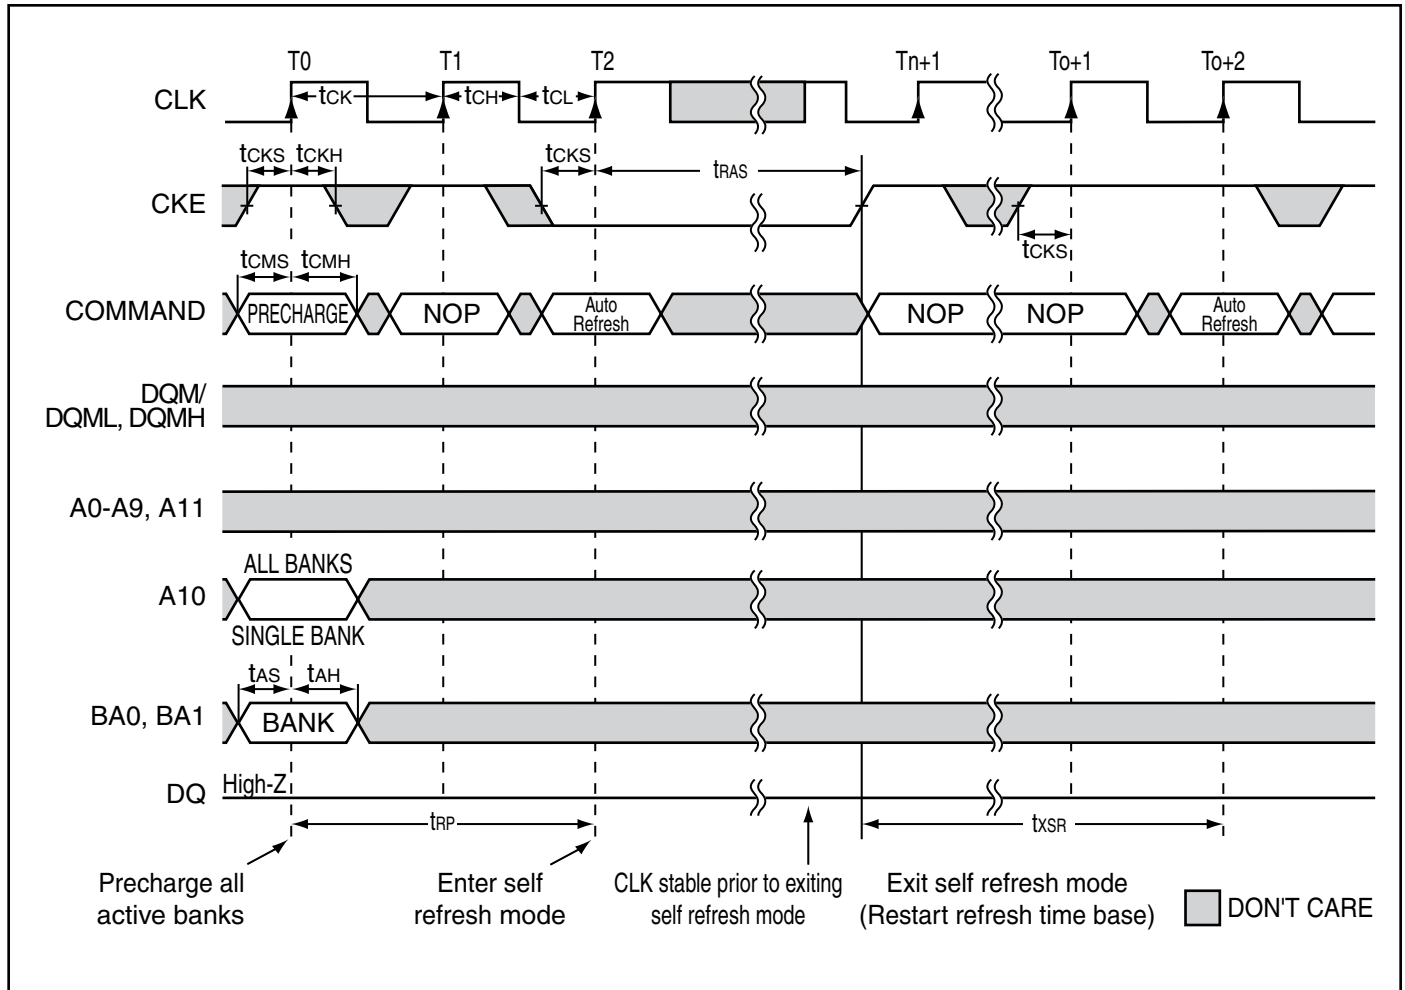 T0 T1 T2 Tn+1 To+1 To+2
CLK
tCK tCH tCL
tCKS tCKH tCKS tRAS
CKE
tCKS
tCMS tCMH
COMMAND PRECHARGE NOP Auto Refresh NOP NOP Auto Refresh
DQM/
DQML, DQMH
A0-A9, A11
ALL BANKS
A10
SINGLE BANK
tAS tAH
BA0, BA1 BANK
DQ High-Z
tRP tXSR
Precharge all
active banks
Enter self
refresh mode
CLK stable prior to exiting
self refresh mode
Exit self refresh mode
(Restart refresh time base)
DON'T CARE